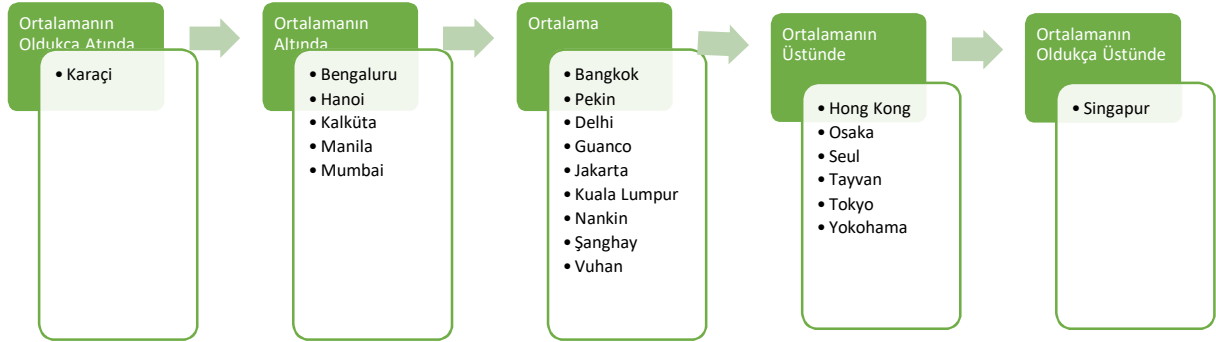 Ortalamanın
Oldukça Atında
• Karaçi
Ortalamanın
Altında
• Bengaluru
• Hanoi
• Kalküta
• Manila
• Mumbai
Ortalama
• Bangkok
• Pekin
• Delhi
• Guanco
• Jakarta
• Kuala Lumpur
• Nankin
• Şanghay
• Vuhan
Ortalamanın
Üstünde
• Hong Kong
• Osaka
• Seul
• Tayvan
• Tokyo
• Yokohama
Ortalamanın
Oldukça Üstünde
• Singapur